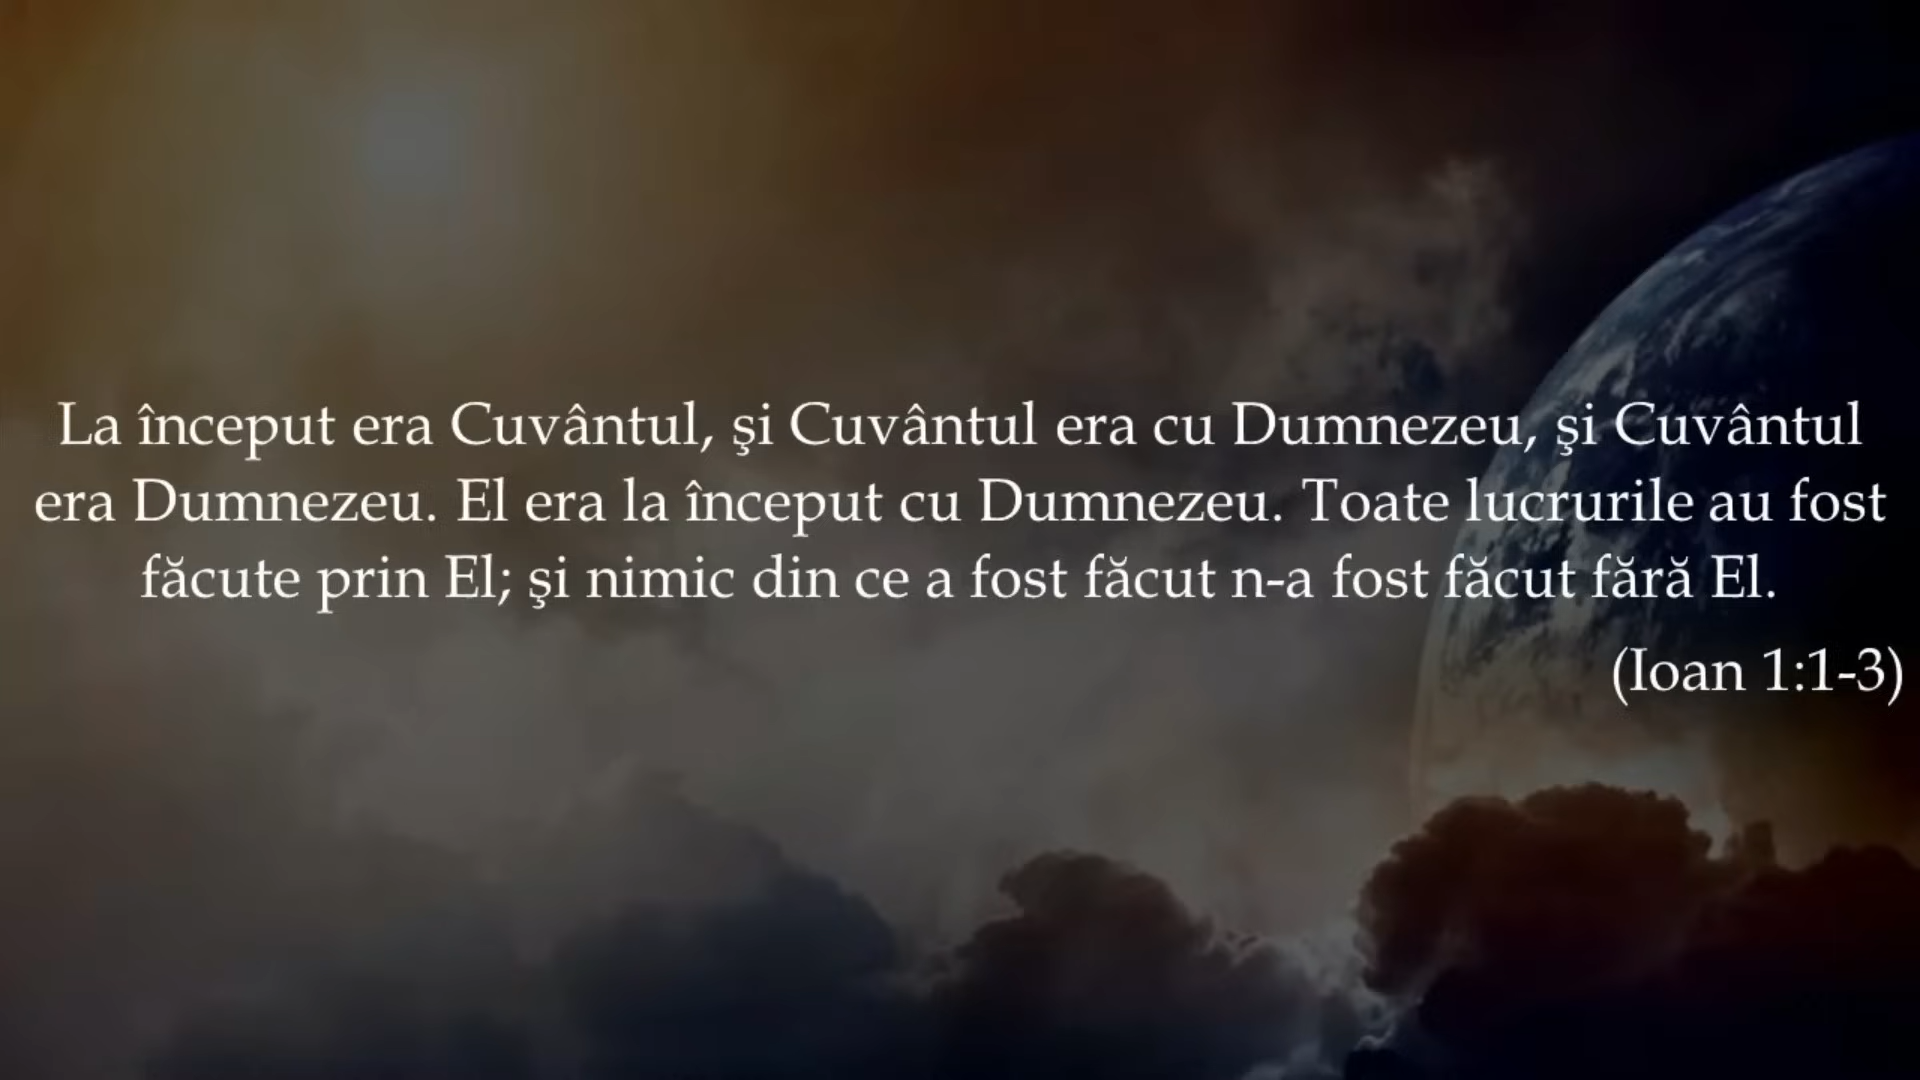 La început era Cuvântul, şi Cuvântul era cu Dumnezeu, şi Cuvântul
era Dumnezeu. El era la început cu Dumnezeu. Toate lucrurile au fost
făcute prin El; şi nimic din ce a fost făcut n-a fost făcut fără El.
(Ioan 1:1-3)